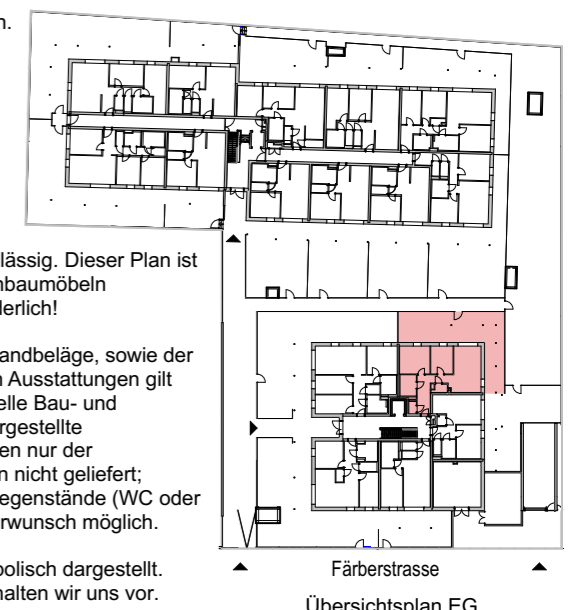 n.
lässig. Dieser Plan ist
nbaumöbeln
derlich!
andbeläge, sowie der
n Ausstattungen gilt
elle Bau- und
rgestellte
en nur der
n nicht geliefert;
egenstände (WC oder
erwunsch möglich.
bolisch dargestellt.
halten wir uns vor.
Färberstrasse
Übersichtsplan EG